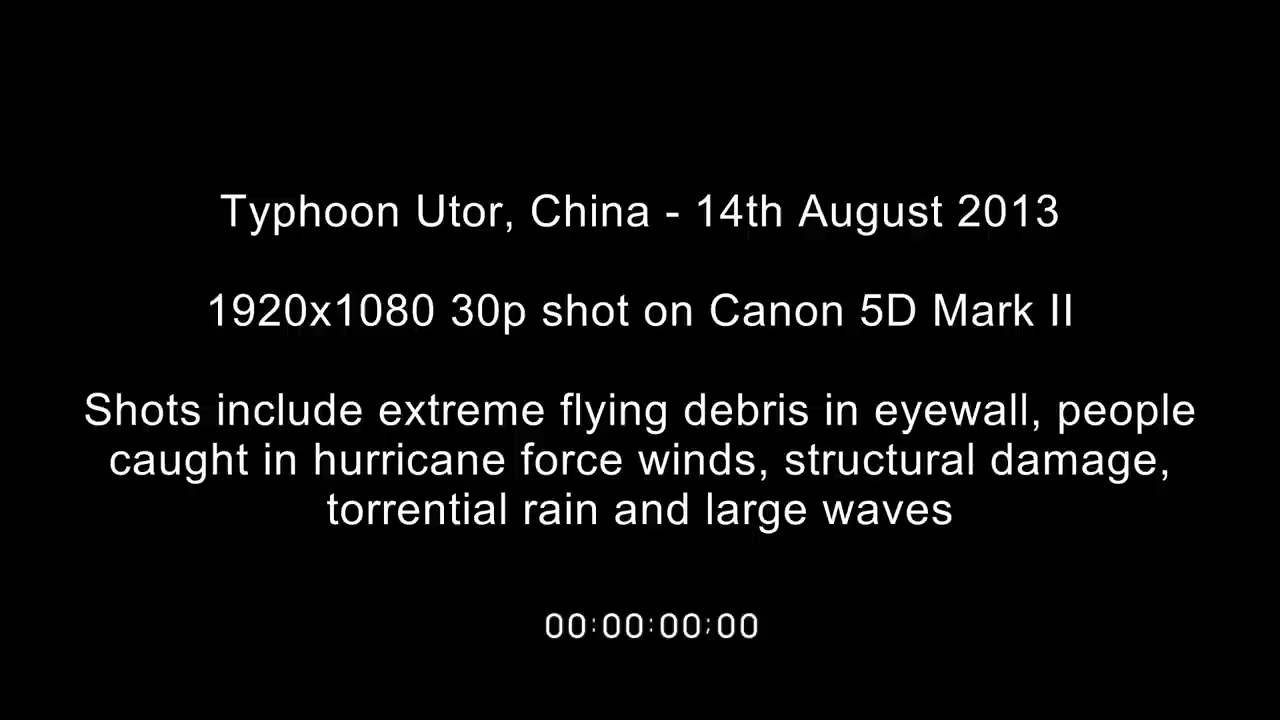 Typhoon Utor, China - 14th August 2013
1920x1080 30p shot on Canon 5D Mark II
Shots include extreme flying debris in eyewall, people
caught in hurricane force winds, structural damage,
torrential rain and large waves
00:00:00;00